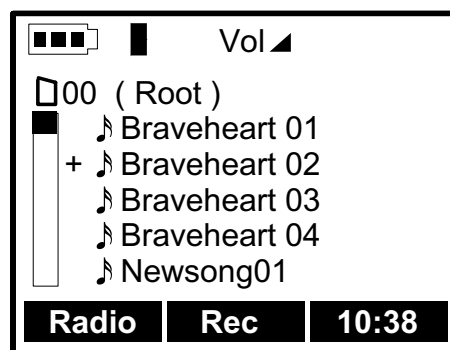 Vol
00 ( Root )
Braveheart 01
+ Braveheart 02
Braveheart 03
Braveheart 04
Newsong01
Radio Rec 10:38